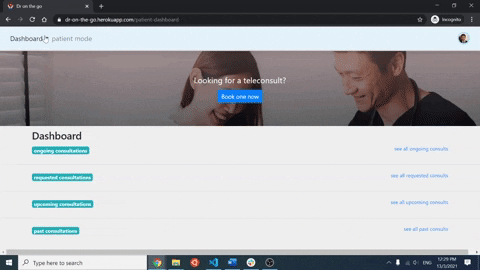 Dr on the go
dr-on-the-go.herokuapp.com/patient-dashboard
Incognito
Dashboard patient mode
Looking for a teleconsult?
Book one now
Dashboard
ongoing consultations
see all ongoing consults
requested consultations
see all requested consults
upcoming consultations
see all upcoming consults
past consultations
see all past consults
Type here to search
ENG
12:29 PM
13/3/2021